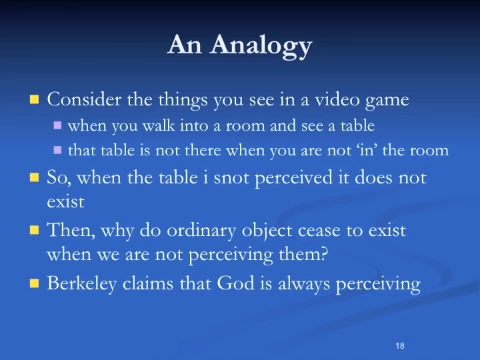 An Analogy
Consider the things you see in a video game
when you walk into a room and see a table
that table is not there when you are not ‘in’ the room
So, when the table i snot perceived it does not
exist
Then, why do ordinary object cease to exist
when we are not perceiving them?
Berkeley claims that God is always perceiving
18